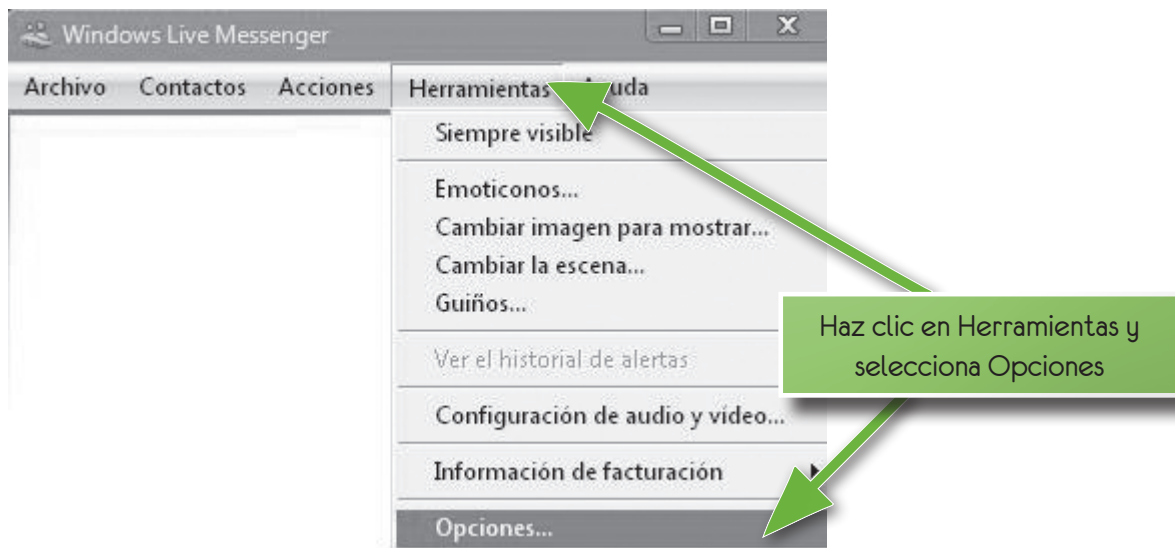 Windows Live Messenger
Archivo Contactos Acciones Herramientas uda
Siempre visible
Emoticonos...
Cambiar imagen para mostrar...
Cambiar la escena...
Guiños...
Haz clic en Herramientas y
selecciona Opciones
Ver el historial de alertas
Configuración de audio y vídeo...
Información de facturación
Opciones...